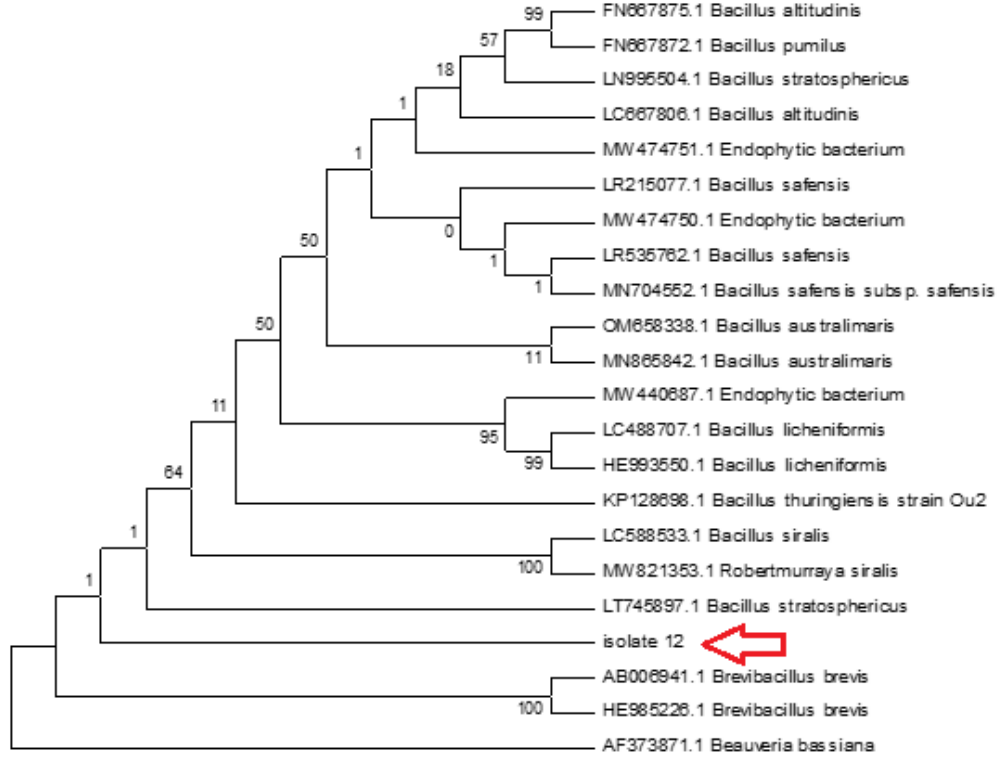 99
FN667875.1 Bacillus altitudinis
57
FN667872.1 Bacillus pumilus
18
LN995504.1 Bacillus stratosphericus
1
LC667806.1 Bacillus altitudinis
1
MW474751.1 Endophytic bacterium
LR215077.1 Bacillus safensis
50
0
MW474750.1 Endophytic bacterium
1
LR535762.1 Bacillus safensis
1
MN704552.1 Bacillus safensis subsp. safensis
50
OM658338.1 Bacillus australimaris
11
MN865842.1 Bacillus australimaris
11
MW440687.1 Endophytic bacterium
95
LC488707.1 Bacillus licheniformis
99
HE993550.1 Bacillus licheniformis
64
KP128698.1 Bacillus thuringiensis strain Ou2
1
LC588533.1 Bacillus siralis
100
MW821353.1 Robertmurraya siralis
1
LT745897.1 Bacillus stratosphericus
isolate 12
AB006941.1 Brevibacillus brevis
100
HE985226.1 Brevibacillus brevis
AF373871.1 Beauveria bassiana